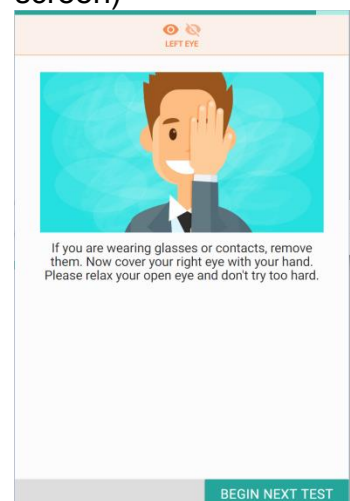 screen)
LEFT EYE
If you are wearing glasses or contacts, remove
them. Now cover your right eye with your hand.
Please relax your open eye and don't try too hard.
BEGIN NEXT TEST